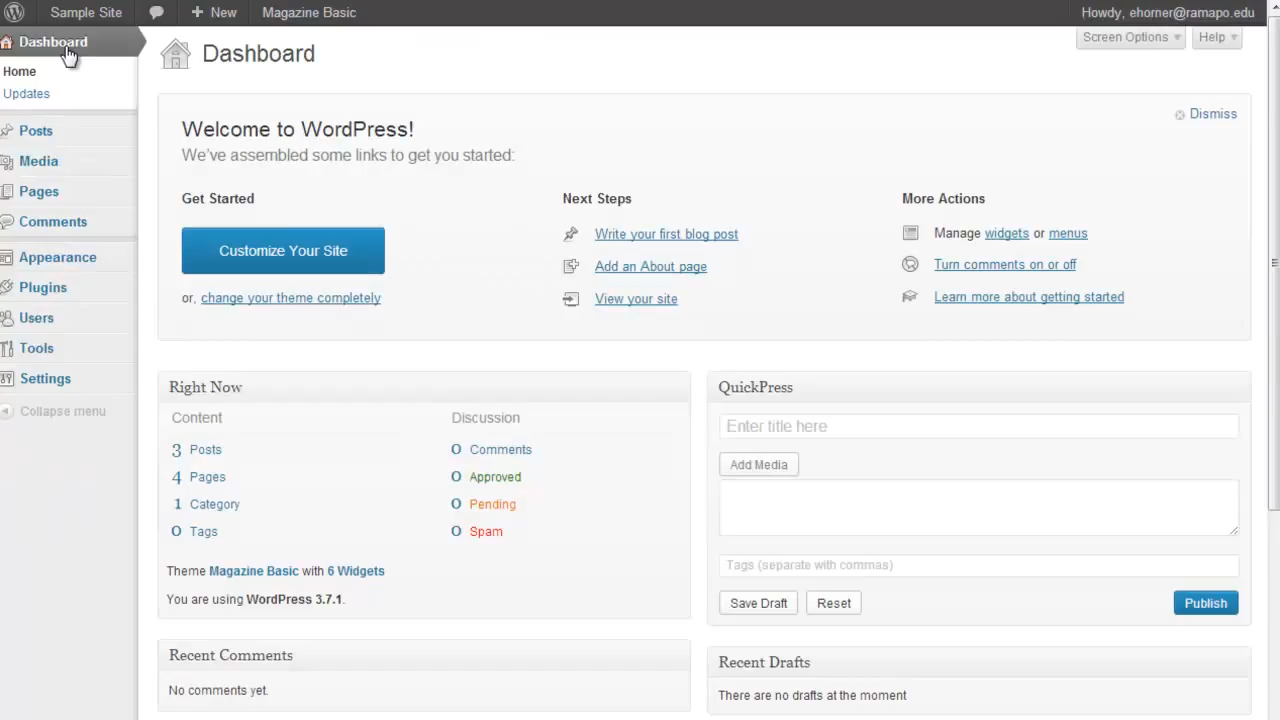 Sample Site + New Magazine Basic Howdy, ehorner@ramapo.edu
Dashboard
Home
Updates
Posts
Media
Pages
Comments
Appearance
Plugins
Users
Tools
Settings
Collapse menu
Dashboard
Screen Options Help
Dismiss
Welcome to WordPress!
We've assembled some links to get you started:
Get Started
Customize Your Site
or, change your theme completely
Next Steps
Write your first blog post
Add an About page
View your site
More Actions
Manage widgets or menus
Turn comments on or off
Learn more about getting started
Right Now
Content
3 Posts
4 Pages
1 Category
0 Tags
Discussion
0 Comments
0 Approved
0 Pending
0 Spam
Theme Magazine Basic with 6 Widgets
You are using WordPress 3.7.1.
QuickPress
Enter title here
Add Media
Tags (separate with commas)
Save Draft Reset Publish
Recent Comments
No comments yet.
Recent Drafts
There are no drafts at the moment